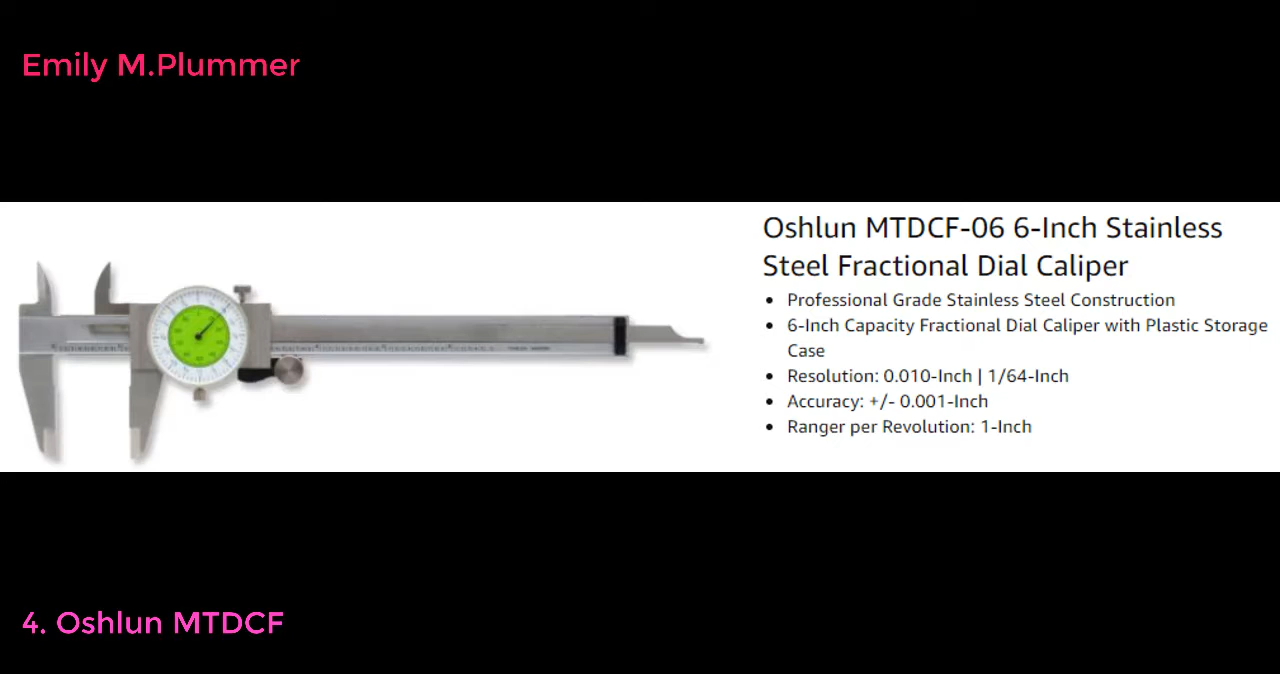 Emily M.Plummer
Oshlun MTDCF-06 6-Inch Stainless
Steel Fractional Dial Caliper
• Professional Grade Stainless Steel Construction
• 6-Inch Capacity Fractional Dial Caliper with Plastic Storage
Case
• Resolution: 0.010-Inch | 1/64-Inch
• Accuracy: +/- 0.001-Inch
• Ranger per Revolution: 1-Inch
4. Oshlun MTDCF